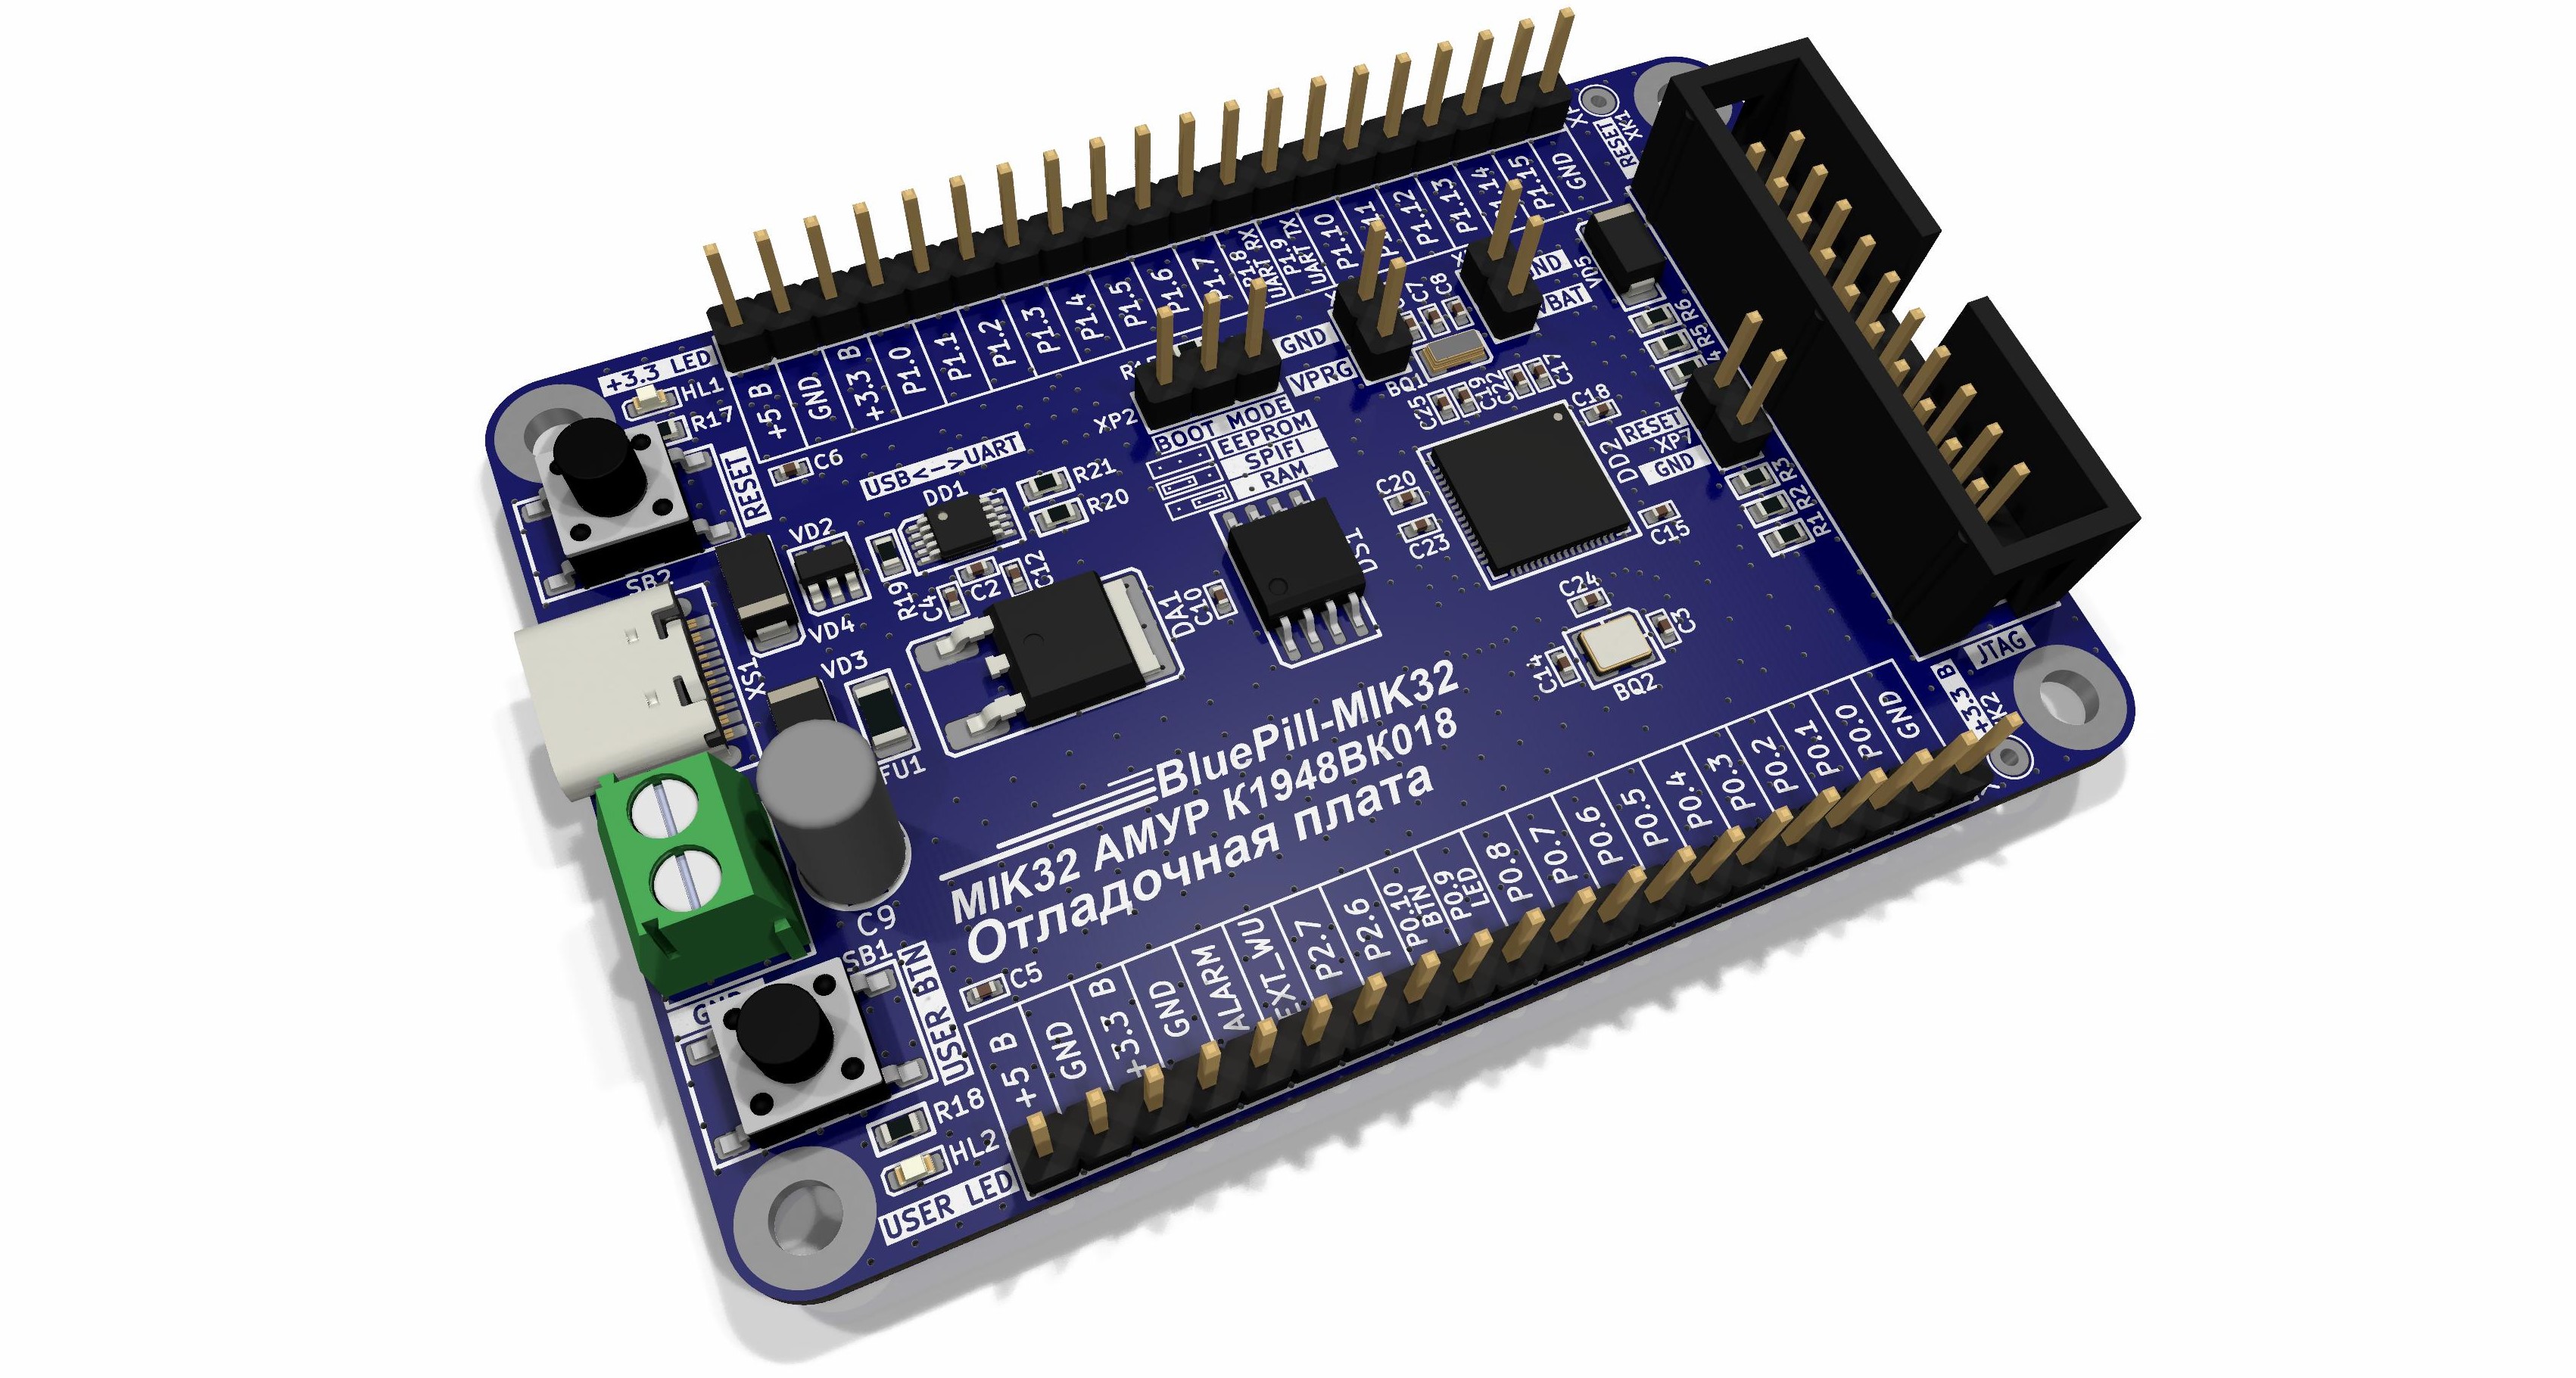 +3.3 LED
HL1
R17
RESET
SB2
+5 В
GND
+3.3 В
P1.0
P1.1
P1.2
P1.3
P1.4
P1.5
P1.6
P1.7
P1.8 RX
UART
P1.9 TX
UART
P1.10
P1.11
P1.12
P1.13
P1.14
P1.15
GND
RESET
XK1
C6
USB<->UART
DD1
R21
R20
VD2
VD4
R19
C4
C2
C12
XP2
BOOT MODE
EEPROM
SPIFI
RAM
GND
VPRG
C7
C8
BQ1
C25
C19
C22
C17
C18
VBAT
VD5
R6
R5
RESET
XP7
GND
DD2
R3
R2
R1
C20
C23
C15
DS1
C10
DA1
XS1
VD3
FU1
C9
C24
C14
C3
BQ2
JTAG
+3.3 В
BluePill-MIK32
MIK32 АМУР К1948ВК018
Отладочная плата
SB1
USER BTN
C5
+5 В
GND
+3.3 В
GND
ALARM
EXT_WU
P2.7
P2.6
P0.10
BTN
P0.9
LED
P0.8
P0.7
P0.6
P0.5
P0.4
P0.3
P0.2
P0.1
P0.0
GND
R18
HL2
USER LED